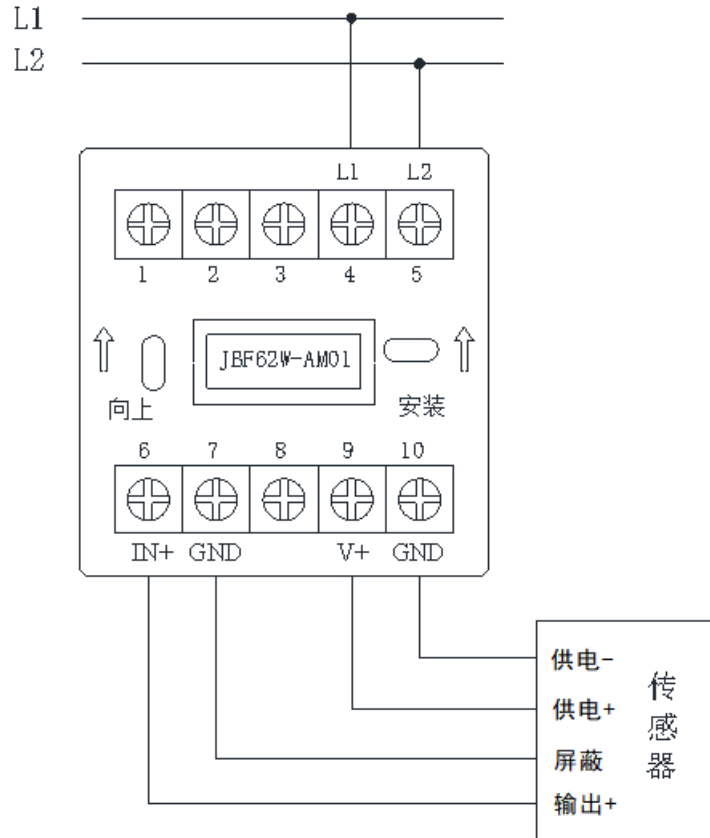 L1
L2
L1 L2
1 2 3 4 5
JBF62W-AM01
向上 安装
6 7 8 9 10
IN+ GND V+ GND
供电-
供电+
屏蔽
输出+
传
感
器